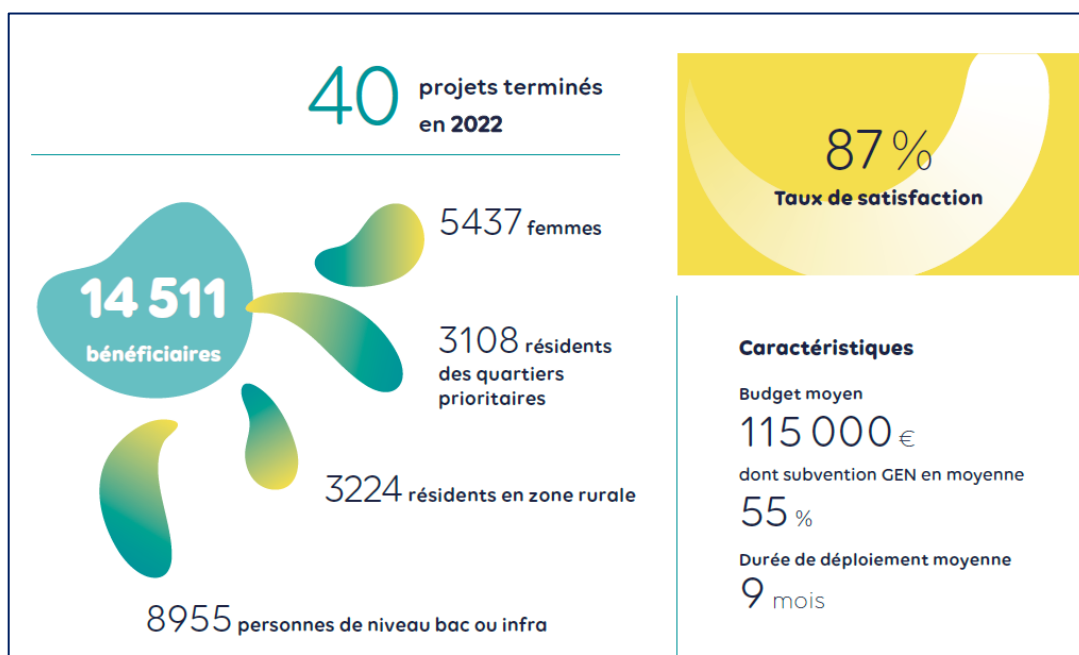 40 projets terminés
en 2022
87 %
Taux de satisfaction
14 511
bénéficiaires
5437 femmes
3108 résidents
des quartiers
prioritaires
3224 résidents en zone rurale
8955 personnes de niveau bac ou infra
Caractéristiques
Budget moyen
115 000 €
dont subvention GEN en moyenne
55 %
Durée de déploiement moyenne
9 mois